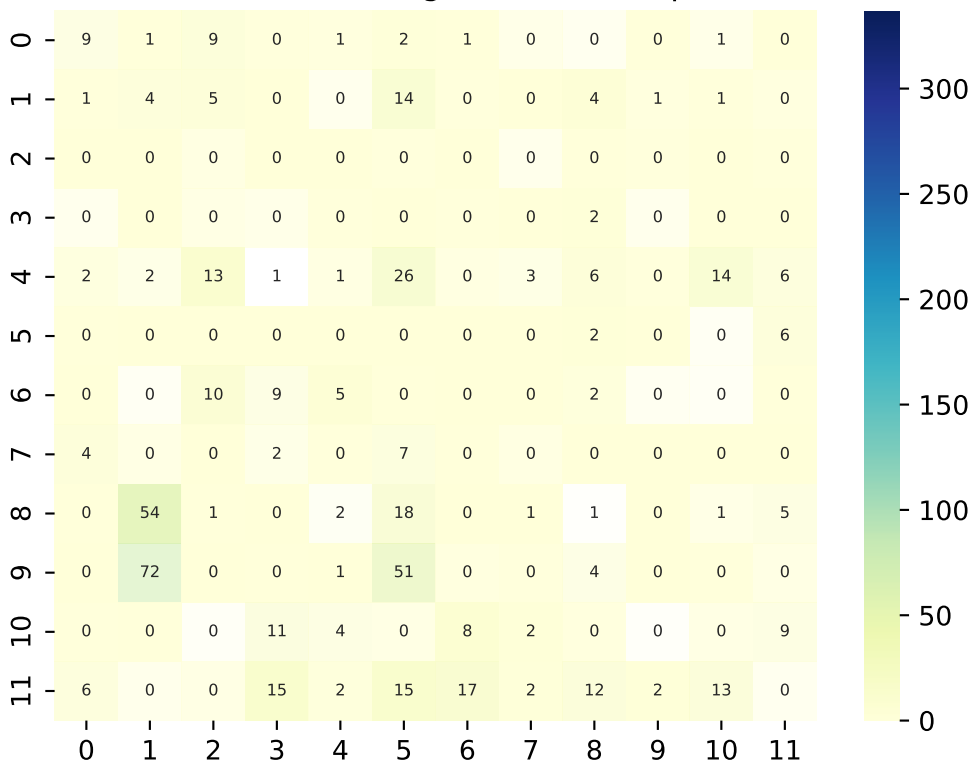 0 9 1 9 0 1 2 1 0 0 0 1 0
1 1 4 5 0 0 14 0 0 4 1 1 0
2 0 0 0 0 0 0 0 0 0 0 0 0
3 0 0 0 0 0 0 0 0 2 0 0 0
4 2 2 13 1 1 26 0 3 6 0 14 6
5 0 0 0 0 0 0 0 0 2 0 0 6
6 0 0 10 9 5 0 0 0 2 0 0 0
7 4 0 0 2 0 7 0 0 0 0 0 0
8 0 54 1 0 2 18 0 1 1 0 1 5
9 0 72 0 0 1 51 0 0 4 0 0 0
10 0 0 0 11 4 0 8 2 0 0 0 9
11 6 0 0 15 2 15 17 2 12 2 13 0
0 1 2 3 4 5 6 7 8 9 10 11
300
250
200
150
100
50
0